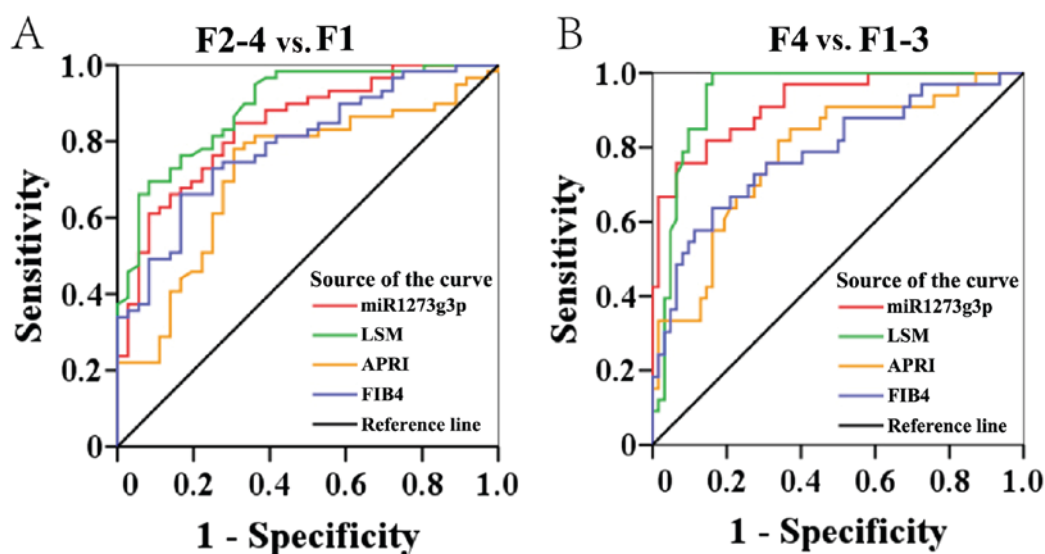 A
F2-4 vs. F1
Sensitivity
1.0
0.8
0.6
0.4
0.2
0
0 0.2 0.4 0.6 0.8 1.0
1 - Specificity
Source of the curve
miR1273g3p
LSM
APRI
FIB4
Reference line
B
F4 vs. F1-3
Sensitivity
1.0
0.8
0.6
0.4
0.2
0
0 0.2 0.4 0.6 0.8 1.0
1 - Specificity
Source of the curve
miR1273g3p
LSM
APRI
FIB4
Reference line